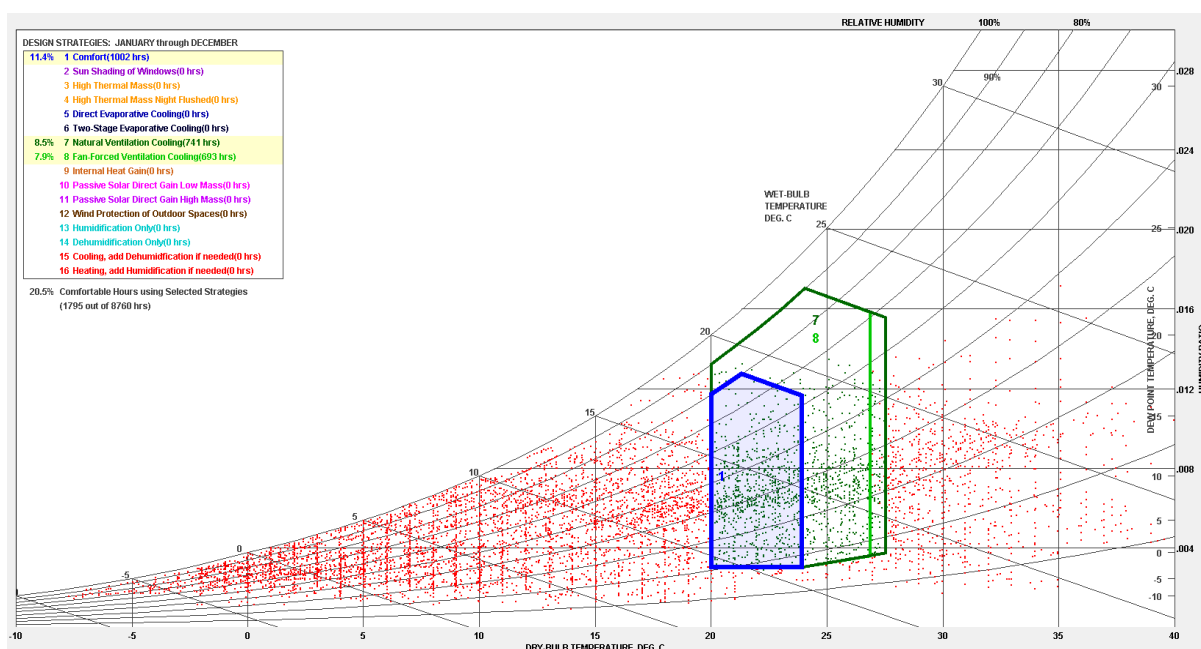 RELATIVE HUMIDITY 100% 80%
DESIGN STRATEGIES: JANUARY through DECEMBER
11.4% 1 Comfort(1002 hrs)
2 Sun Shading of Windows(0 hrs)
3 High Thermal Mass(0 hrs)
4 High Thermal Mass Night Flushed(0 hrs)
5 Direct Evaporative Cooling(0 hrs)
6 Two-Stage Evaporative Cooling(0 hrs)
8.5% 7 Natural Ventilation Cooling(741 hrs)
7.9% 8 Fan-Forced Ventilation Cooling(693 hrs)
9 Internal Heat Gain(0 hrs)
10 Passive Solar Direct Gain Low Mass(0 hrs)
11 Passive Solar Direct Gain High Mass(0 hrs)
12 Wind Protection of Outdoor Spaces(0 hrs)
13 Humidification Only(0 hrs)
14 Dehumidification Only(0 hrs)
15 Cooling, add Dehumidfication if needed(0 hrs)
16 Heating, add Humidification if needed(0 hrs)
20.5% Comfortable Hours using Selected Strategies
(1795 out of 8760 hrs)
90%
WET-BULB
TEMPERATURE
DEG. C
30
25
20
15
10
5
0
-5
7
8
1
.028
.024
.020
.016
.012
.008
.004
30
25
20
15
10
5
0
-5
-10
DEW POINT TEMPERATURE, DEG. C
HUMIDITY RATIO
-10 -5 0 5 10 15 20 25 30 35 40
DRY-BULB TEMPERATURE, DEG. C